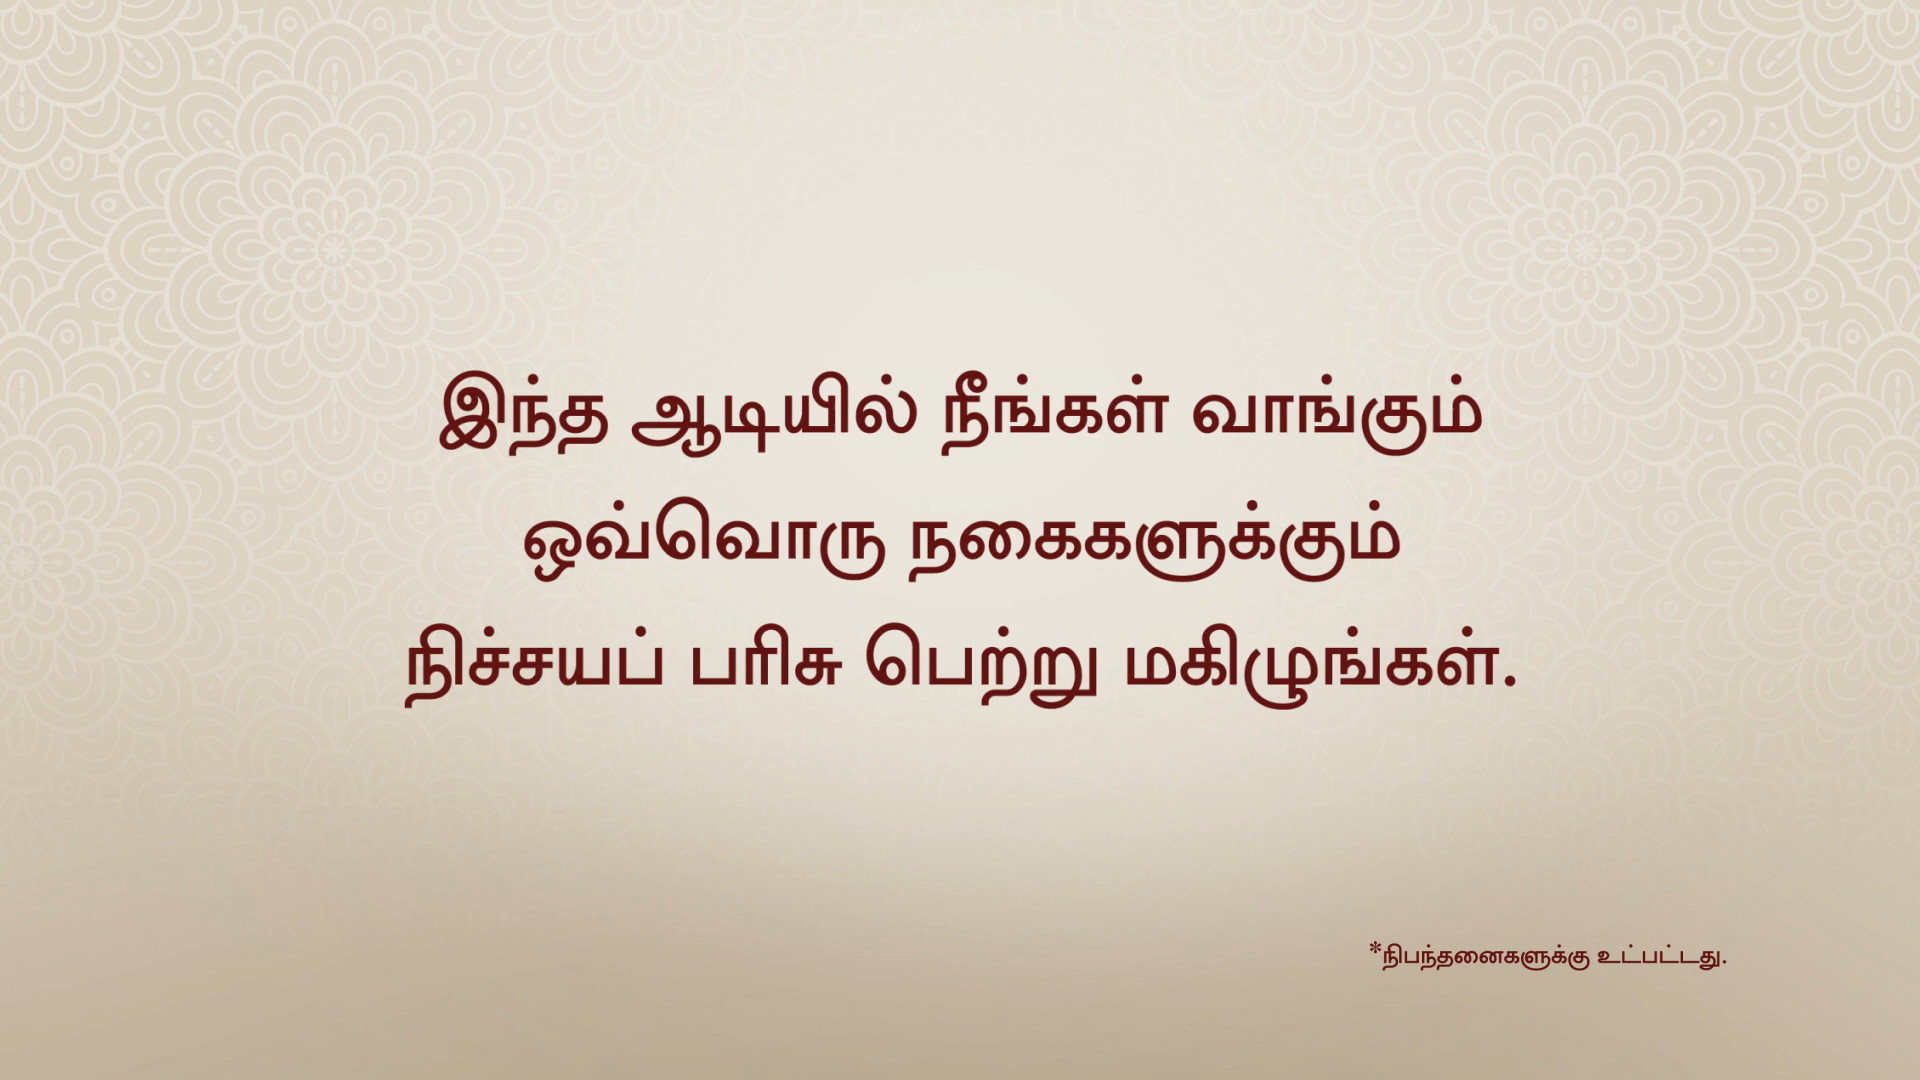 இந்த ஆடியில் நீங்கள் வாங்கும்
ஒவ்வொரு நகைகளுக்கும்
நிச்சயப் பரிசு பெற்று மகிழுங்கள்.
*நிபந்தனைகளுக்கு உட்பட்டது.